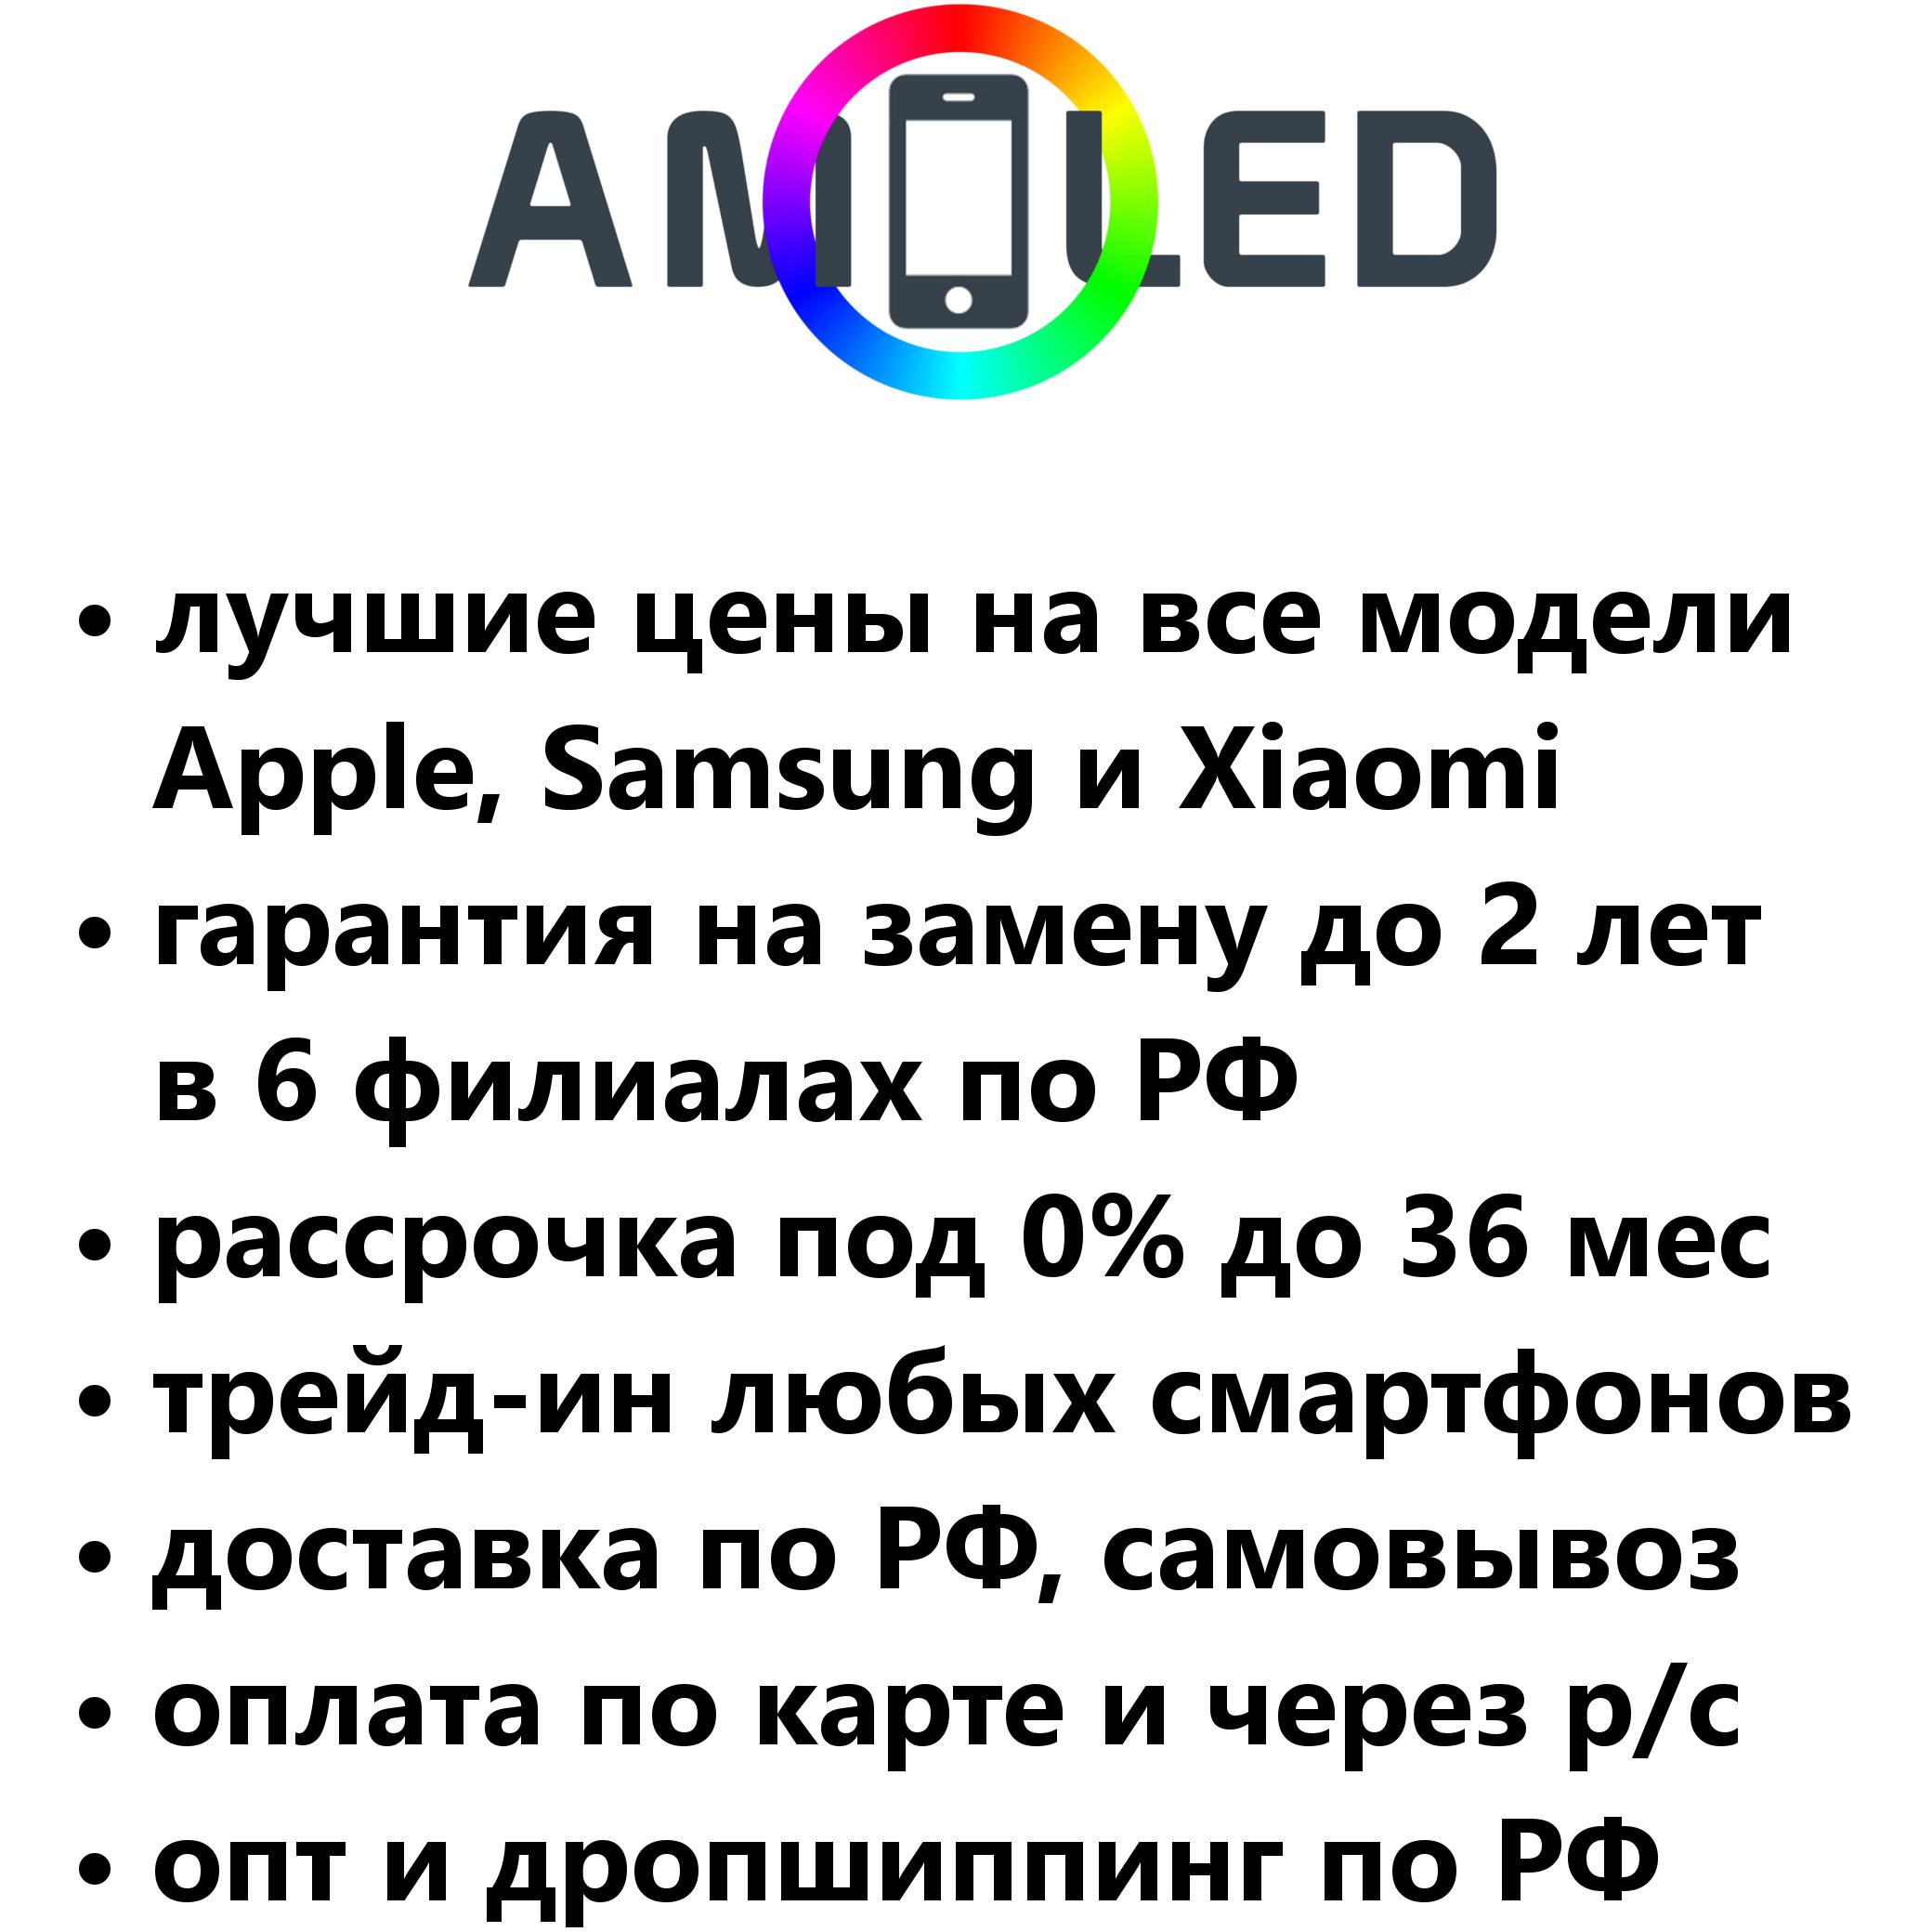 AMOLED
• лучшие цены на все модели
Apple, Samsung и Xiaomi
• гарантия на замену до 2 лет
в 6 филиалах по РФ
• рассрочка под 0% до 36 мес
• трейд-ин любых смартфонов
• доставка по РФ, самовывоз
• оплата по карте и через р/с
• опт и дропшиппинг по РФ